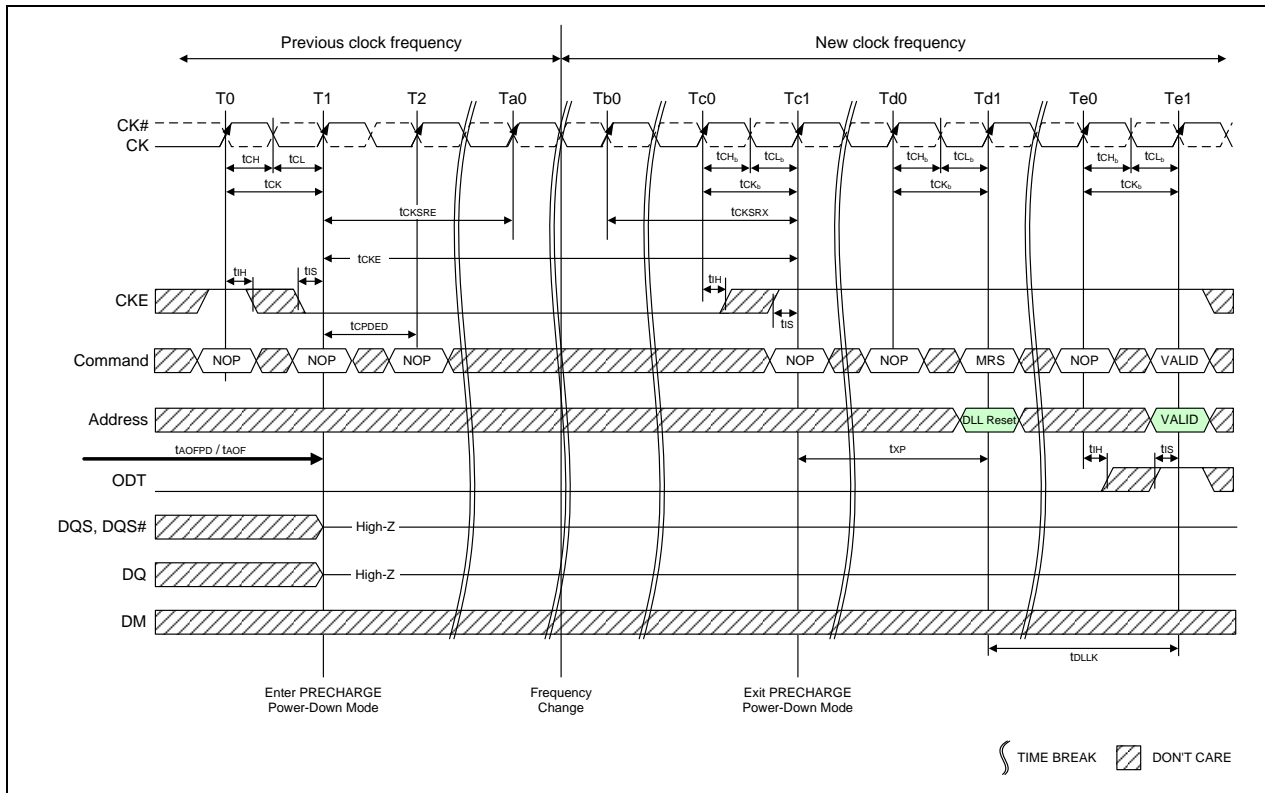 Previous clock frequency New clock frequency
T0 T1 T2 Ta0 Tb0 Tc0 Tc1 Td0 Td1 Te0 Te1
CK#
CK
tCH tCL tCHb tCLb tCHb tCLb tCHb tCLb
tCK tCKb tCKb tCKb
tCKSRE tCKSRX
tCKE
tIH tIS tIH
CKE
tIS
tCPDED
Command NOP NOP NOP NOP NOP MRS NOP VALID
Address DLL Reset VALID
tAOFPD / tAOF tXP tIH tIS
ODT
DQS, DQS# High-Z
DQ High-Z
DM
tDLLK
Enter PRECHARGE Frequency Exit PRECHARGE
Power-Down Mode Change Power-Down Mode
TIME BREAK DON'T CARE